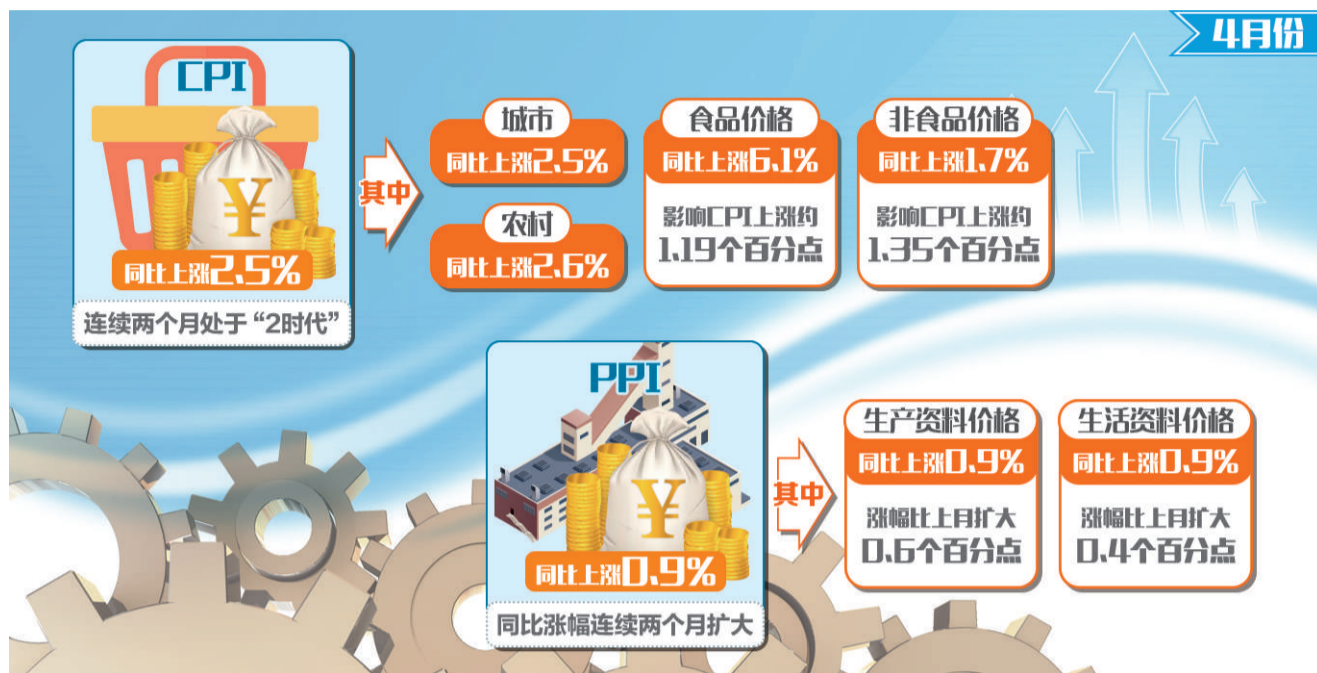 4月份
CPI
¥
同比上涨2.5%
连续两个月处于“2时代”
其中
城市
同比上涨2.5%
农村
同比上涨2.6%
食品价格
同比上涨6.1%
影响CPI上涨约
1.19个百分点
非食品价格
同比上涨1.7%
影响CPI上涨约
1.35个百分点
PPI
¥
同比上涨0.9%
同比涨幅连续两个月扩大
其中
生产资料价格
同比上涨0.9%
涨幅比上月扩大
0.6个百分点
生活资料价格
同比上涨0.9%
涨幅比上月扩大
0.4个百分点